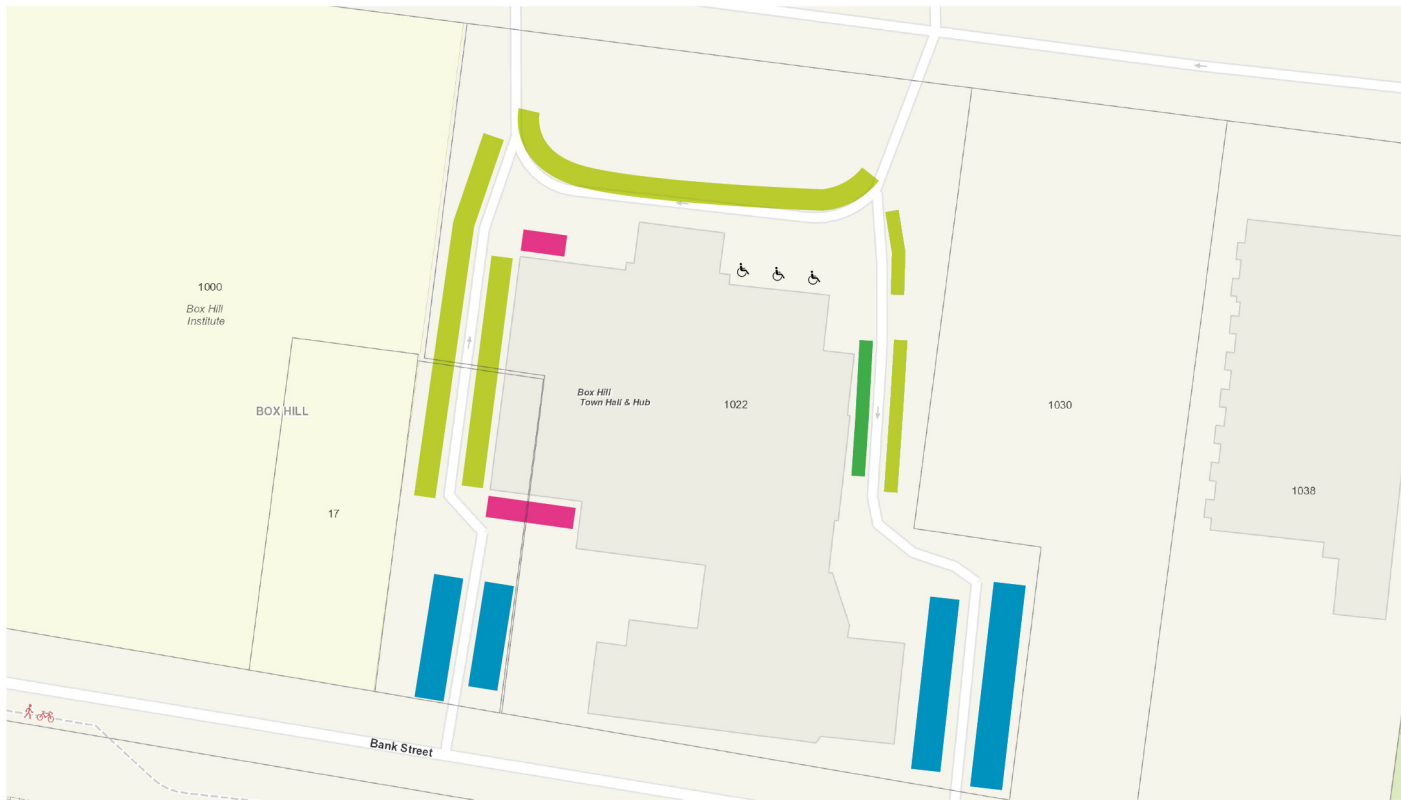 1000
Box Hill
Institute
BOX HILL
17
Box Hill
Town Hall & Hub
1022
1030
1038
Bank Street